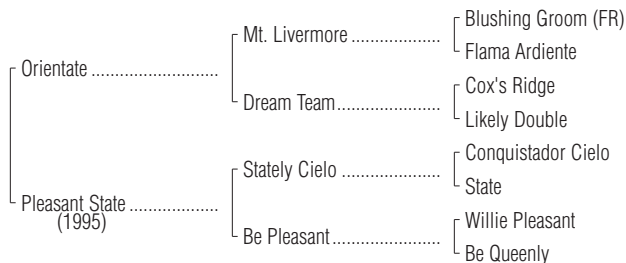 Blushing Groom (FR)
Mt. Livermore ....................
Flama Ardiente
Orientate ............................
Cox's Ridge
Dream Team.......................
Likely Double
Conquistador Cielo
Stately Cielo ......................
State
Pleasant State ....................
(1995)
Willie Pleasant
Be Pleasant........................
Be Queenly